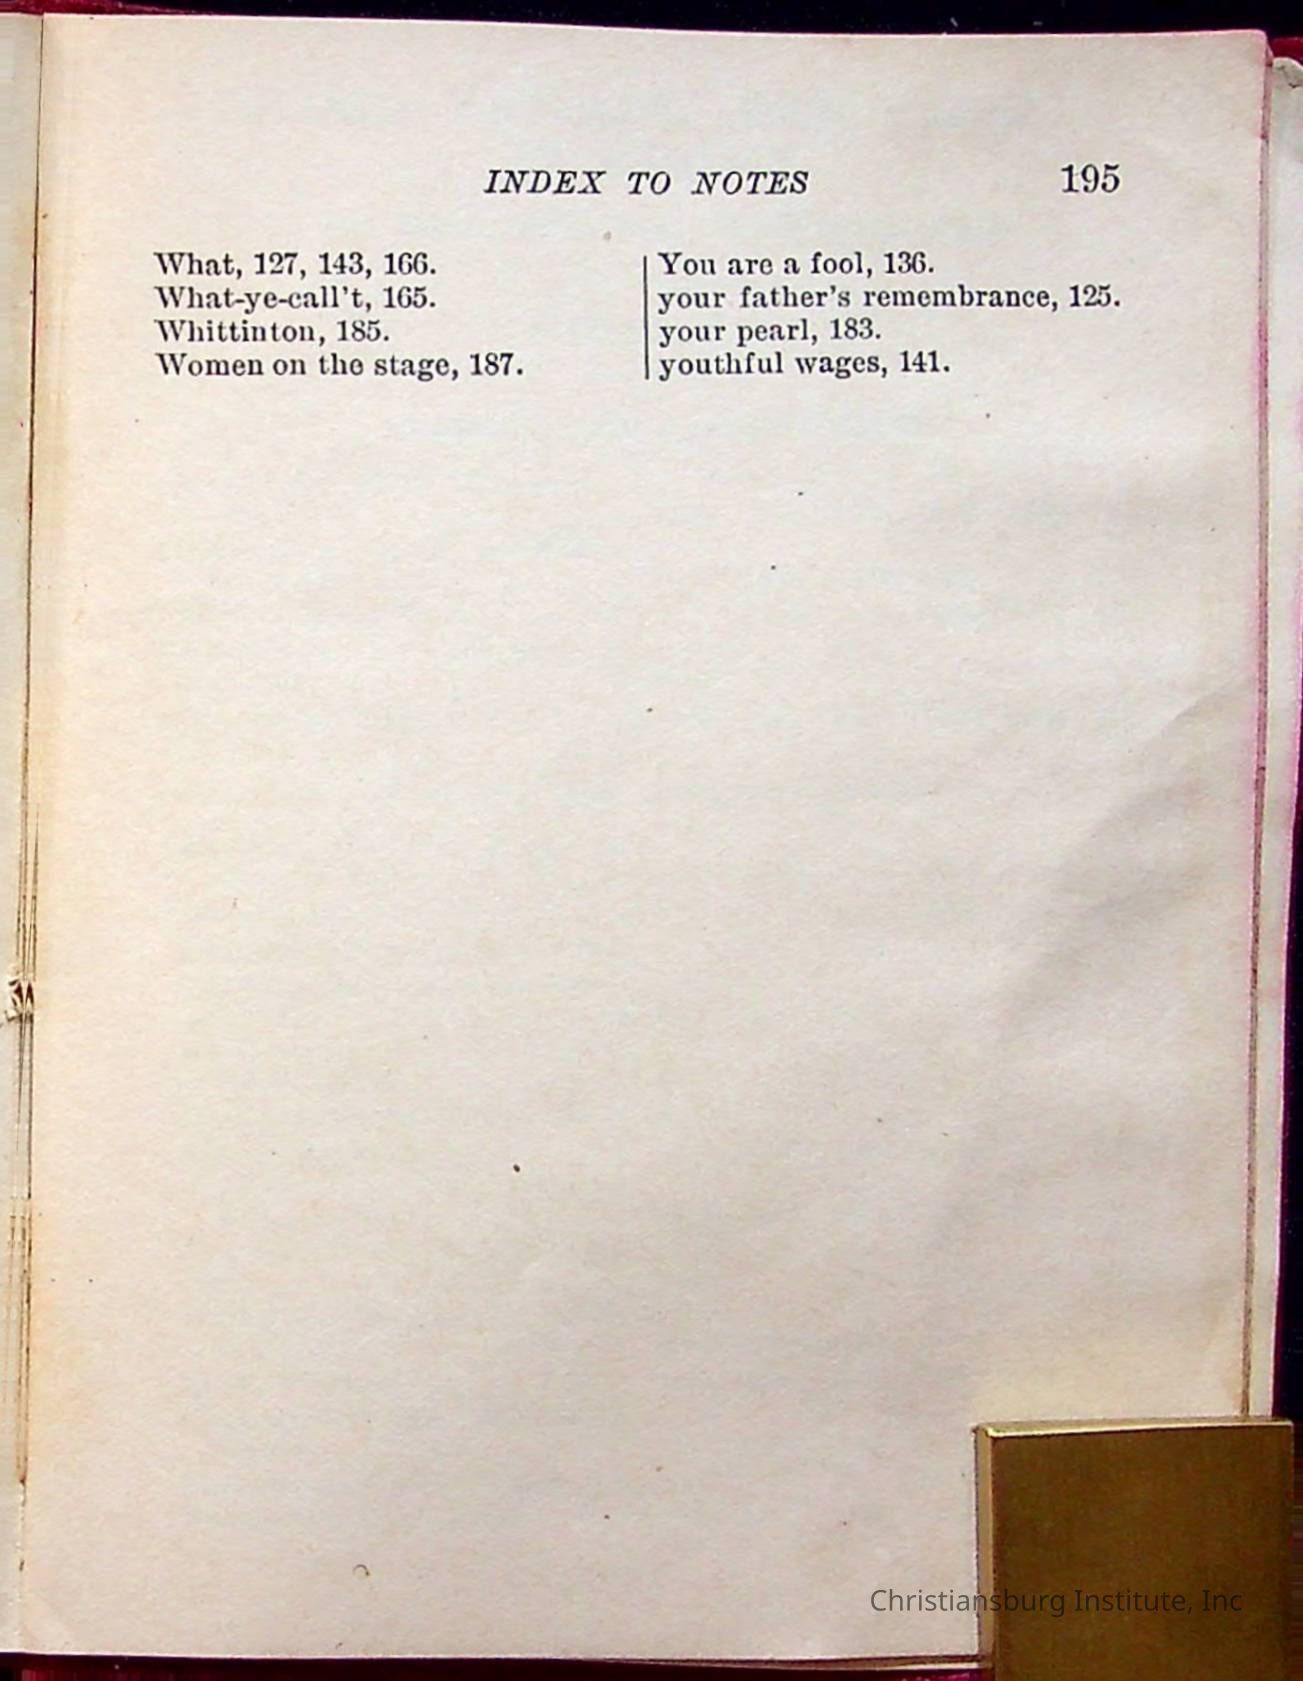 INDEX TO NOTES 195
What, 127, 143, 166.
What-ye-call't, 165.
Whittinton, 185.
Women on the stage, 187.
You are a fool, 136.
your father's remembrance, 125.
your pearl, 183.
youthful wages, 141.
Christiansburg Institute, Inc